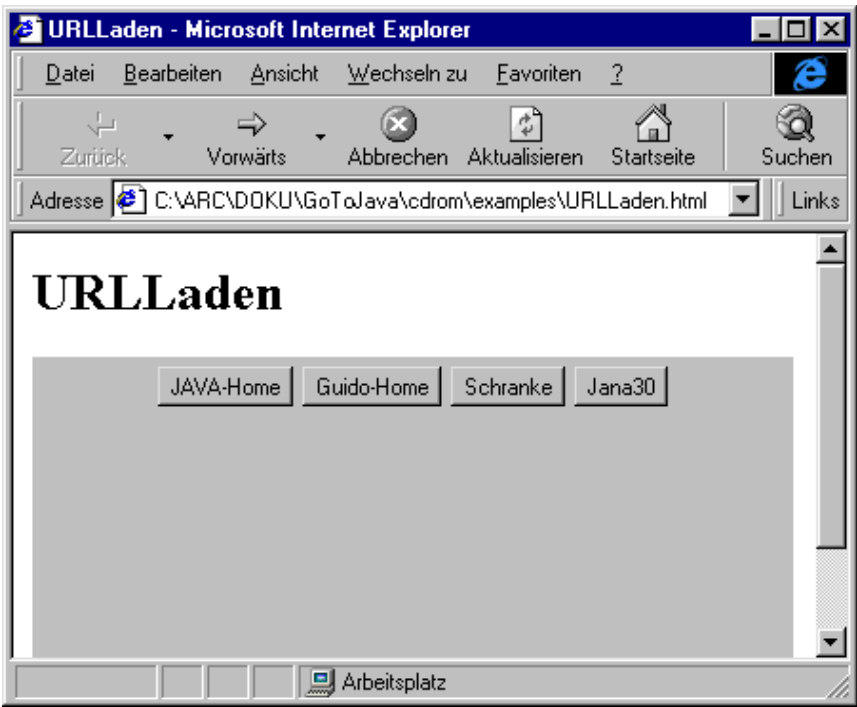 URLLaden - Microsoft Internet Explorer
Datei Bearbeiten Ansicht Wechseln zu Favoriten ?
Zurück Vorwärts Abbrechen Aktualisieren Startseite Suchen
Adresse C:\ARC\DOKU\GoToJava\cdrom\examples\URLLaden.html Links
URLLaden
JAVA-Home Guido-Home Schranke Jana30
Arbeitsplatz